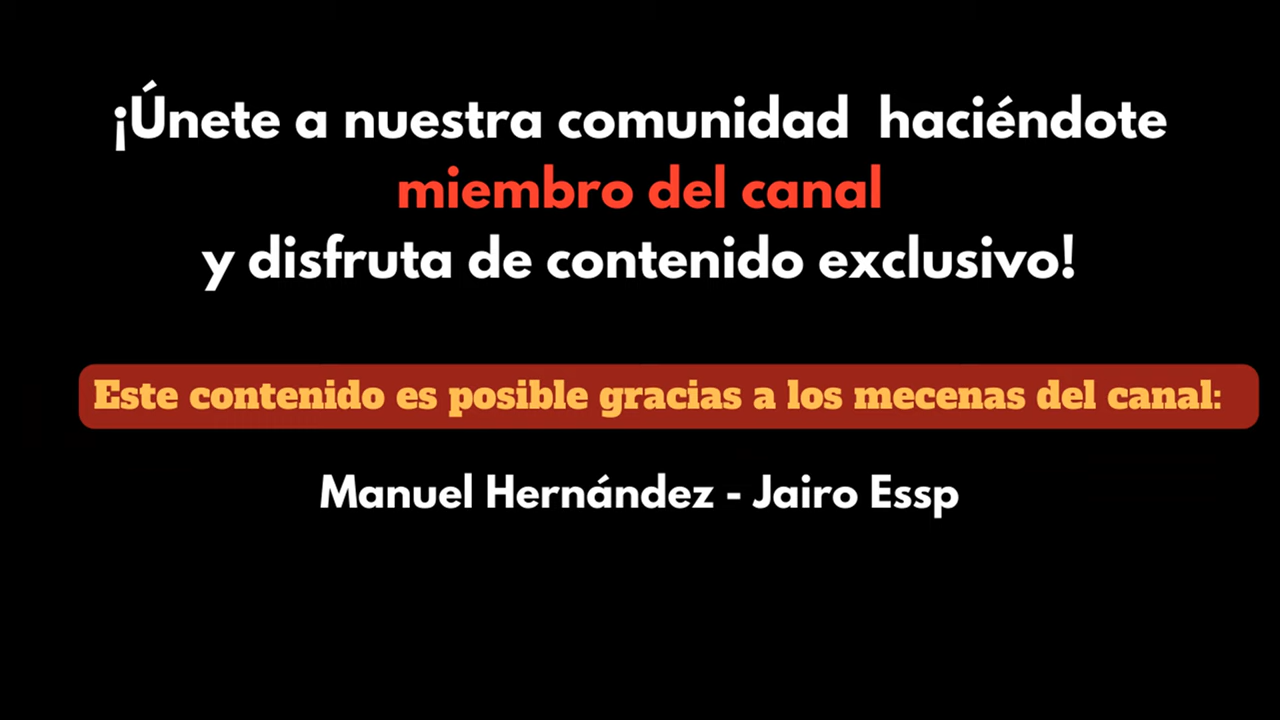 ¡Únete a nuestra comunidad haciéndote
miembro del canal
y disfruta de contenido exclusivo!
Este contenido es posible gracias a los mecenas del canal:
Manuel Hernández - Jairo Essp